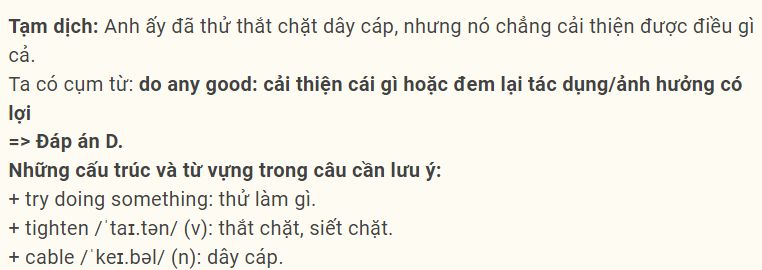 Tạm dịch: Anh ấy đã thử thắt chặt dây cáp, nhưng nó chẳng cải thiện được điều gì
cả.
Ta có cụm từ: do any good: cải thiện cái gì hoặc đem lại tác dụng/ảnh hưởng có
lợi
=> Đáp án D.
Những cấu trúc và từ vựng trong câu cần lưu ý:
+ try doing something: thử làm gì.
+ tighten /ˈtaɪ.tən/ (v): thắt chặt, siết chặt.
+ cable /ˈkeɪ.bəl/ (n): dây cáp.